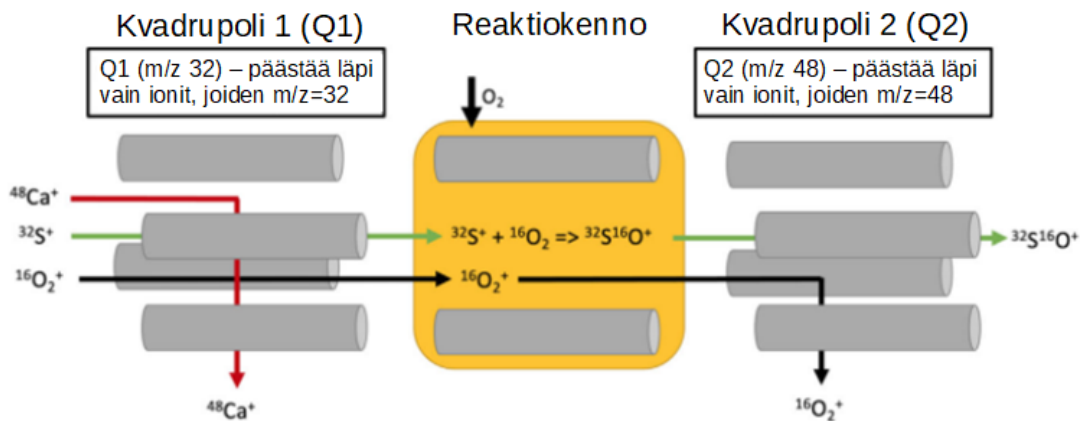 Kvadrupoli 1 (Q1)
Reaktiokenno
Kvadrupoli 2 (Q2)
Q1 (m/z 32) – päästää läpi
vain ionit, joiden m/z=32
Q2 (m/z 48) – päästää läpi
vain ionit, joiden m/z=48
O₂
⁴⁸Ca⁺
³²S⁺
³²S⁺ + ¹⁶O₂ => ³²S¹⁶O⁺
³²S¹⁶O⁺
¹⁶O₂⁺
¹⁶O₂⁺
⁴⁸Ca⁺
¹⁶O₂⁺